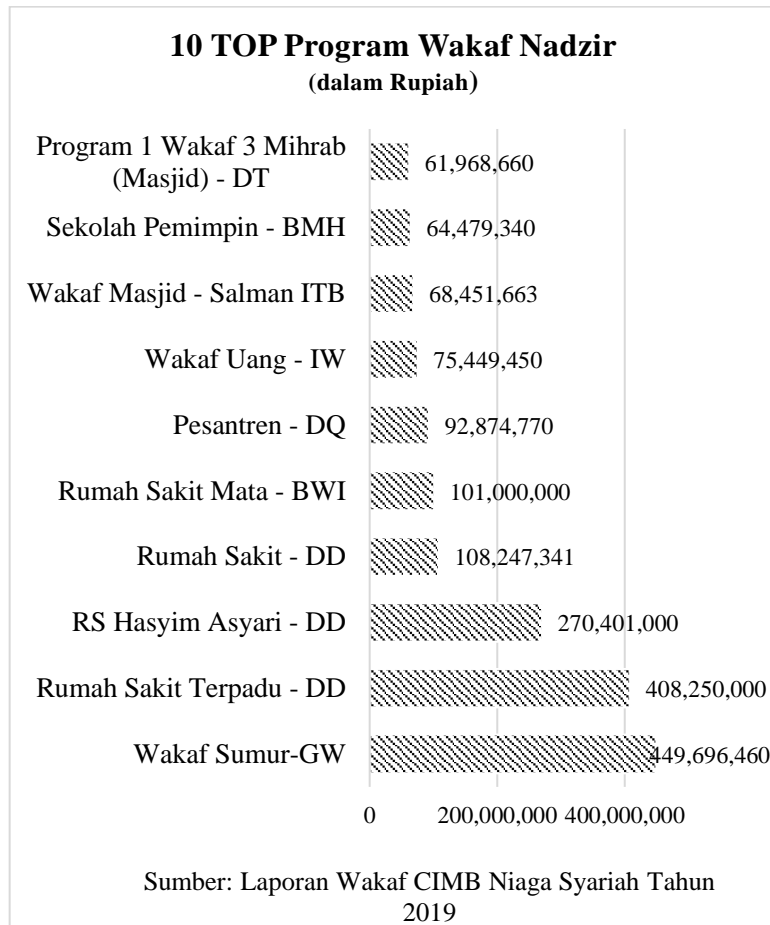 10 TOP Program Wakaf Nadzir
(dalam Rupiah)
Program 1 Wakaf 3 Mihrab
(Masjid) - DT
61,968,660
Sekolah Pemimpin - BMH
64,479,340
Wakaf Masjid - Salman ITB
68,451,663
Wakaf Uang - IW
75,449,450
Pesantren - DQ
92,874,770
Rumah Sakit Mata - BWI
101,000,000
Rumah Sakit - DD
108,247,341
RS Hasyim Asyari - DD
270,401,000
Rumah Sakit Terpadu - DD
408,250,000
Wakaf Sumur-GW
449,696,460
0 200,000,000 400,000,000
Sumber: Laporan Wakaf CIMB Niaga Syariah Tahun
2019